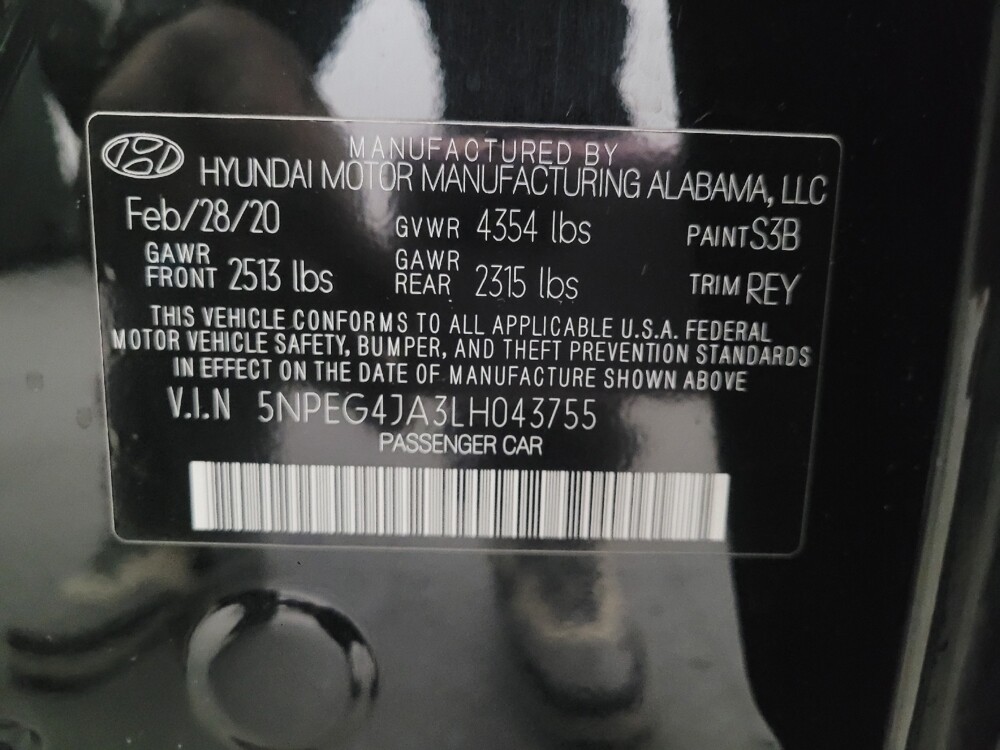 MANUFACTURED BY
HYUNDAI MOTOR MANUFACTURING ALABAMA, LLC
Feb/28/20 GVWR 4354 lbs PAINT S3B
GAWR FRONT 2513 lbs GAWR REAR 2315 lbs TRIM REY
THIS VEHICLE CONFORMS TO ALL APPLICABLE U.S.A. FEDERAL
MOTOR VEHICLE SAFETY, BUMPER, AND THEFT PREVENTION STANDARDS
IN EFFECT ON THE DATE OF MANUFACTURE SHOWN ABOVE
V.I.N 5NPEG4JA3LH043755
PASSENGER CAR